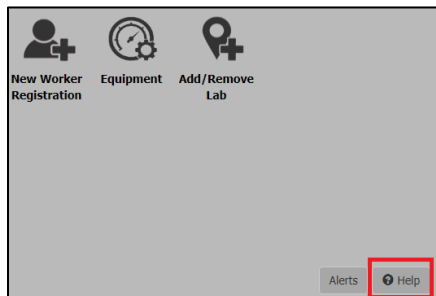 New Worker
Registration
Equipment
Add/Remove
Lab
Alerts
Help